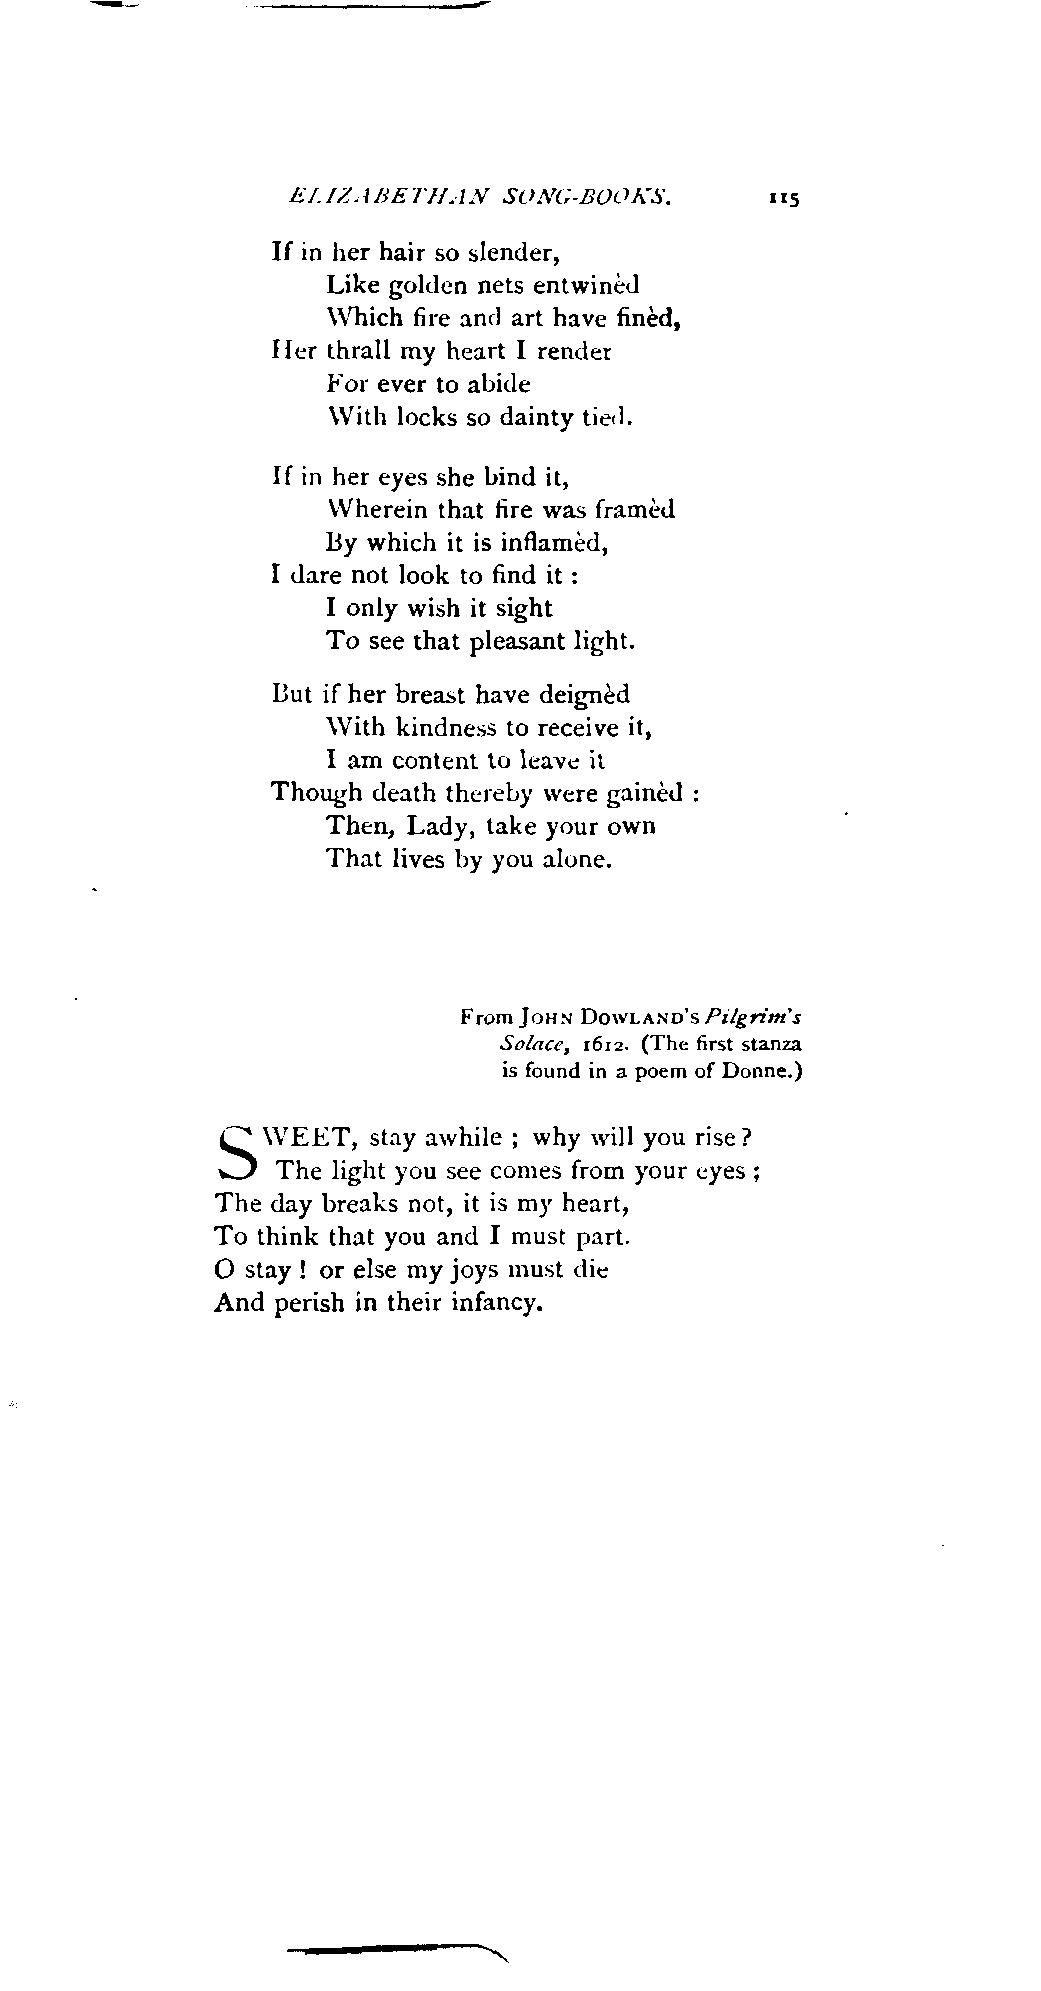 ELIZABETHAN SONG-BOOKS. 115
If in her hair so slender,
Like golden nets entwinèd
Which fire and art have finèd,
Her thrall my heart I render
For ever to abide
With locks so dainty tied.
If in her eyes she bind it,
Wherein that fire was framèd
By which it is inflamèd,
I dare not look to find it :
I only wish it sight
To see that pleasant light.
But if her breast have deignèd
With kindness to receive it,
I am content to leave it
Though death thereby were gainèd :
Then, Lady, take your own
That lives by you alone.
From JOHN DOWLAND's Pilgrim's
Solace, 1612. (The first stanza
is found in a poem of Donne.)
SWEET, stay awhile ; why will you rise?
The light you see comes from your eyes ;
The day breaks not, it is my heart,
To think that you and I must part.
O stay ! or else my joys must die
And perish in their infancy.